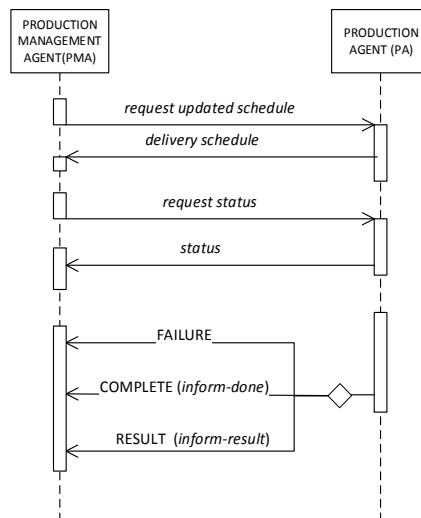 PRODUCTION
MANAGEMENT
AGENT(PMA)
PRODUCTION
AGENT (PA)
request updated schedule
delivery schedule
request status
status
FAILURE
COMPLETE (inform-done)
RESULT (inform-result)